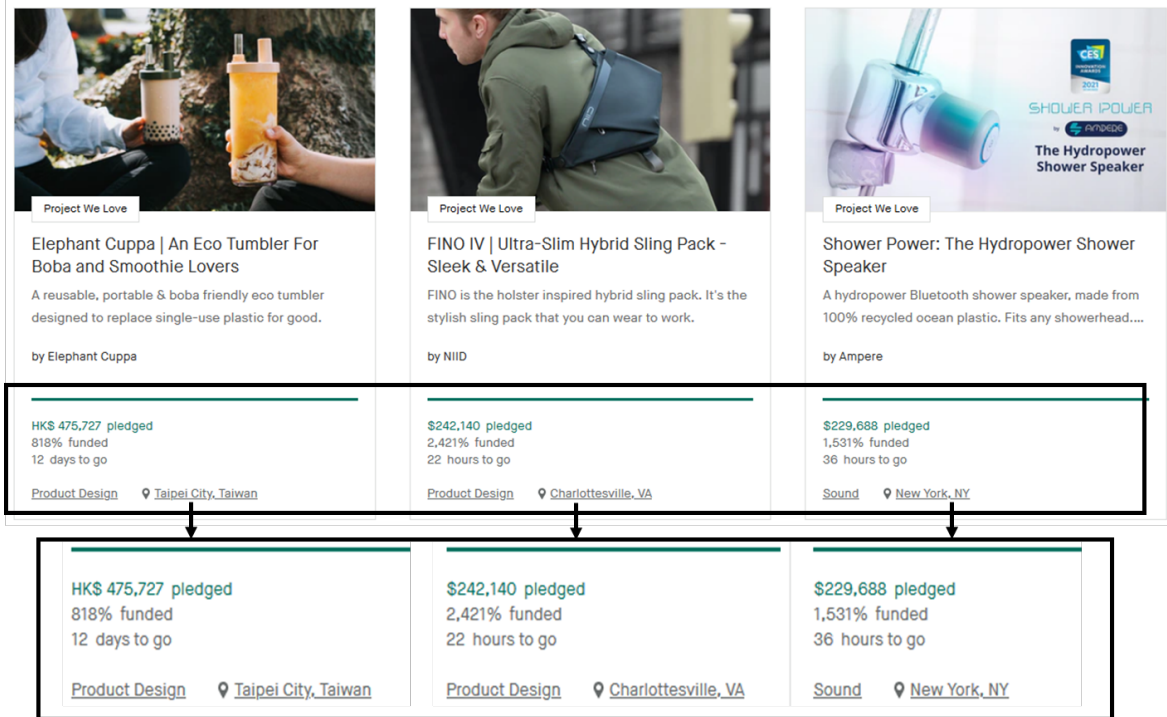 CES
INNOVATION
AWARDS
2021
SHOWER POWER
by AMPERE
The Hydropower
Shower Speaker
Project We Love
Elephant Cuppa | An Eco Tumbler For
Boba and Smoothie Lovers
A reusable, portable & boba friendly eco tumbler
designed to replace single-use plastic for good.
by Elephant Cuppa
HK$ 475,727 pledged
818% funded
12 days to go
Product Design Taipei City, Taiwan
Project We Love
FINO IV | Ultra-Slim Hybrid Sling Pack -
Sleek & Versatile
FINO is the holster inspired hybrid sling pack. It's the
stylish sling pack that you can wear to work.
by NIID
$242,140 pledged
2,421% funded
22 hours to go
Product Design Charlottesville, VA
Project We Love
Shower Power: The Hydropower Shower
Speaker
A hydropower Bluetooth shower speaker, made from
100% recycled ocean plastic. Fits any showerhead....
by Ampere
$229,688 pledged
1,531% funded
36 hours to go
Sound New York, NY
HK$ 475,727 pledged
818% funded
12 days to go
Product Design Taipei City, Taiwan
$242,140 pledged
2,421% funded
22 hours to go
Product Design Charlottesville, VA
$229,688 pledged
1,531% funded
36 hours to go
Sound New York, NY